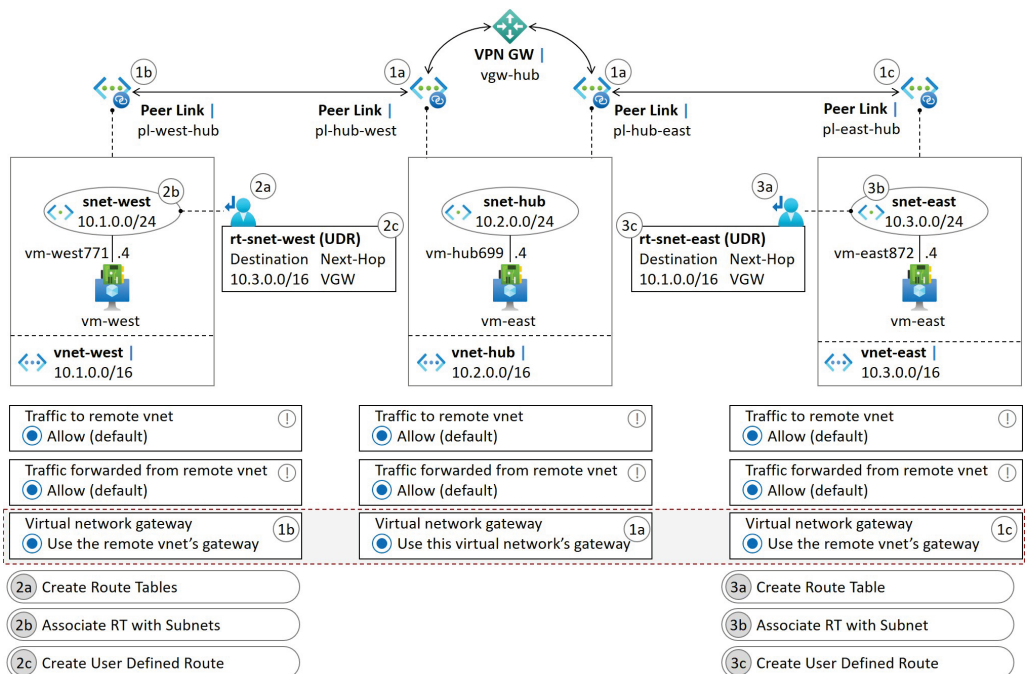 VPN GW |
vgw-hub
1b
1a
1a
1c
Peer Link |
pl-west-hub
Peer Link |
pl-hub-west
Peer Link |
pl-hub-east
Peer Link |
pl-east-hub
snet-west
10.1.0.0/24
2b
2a
vm-west771 .4
vm-west
vnet-west |
10.1.0.0/16
2c
rt-snet-west (UDR)
Destination Next-Hop
10.3.0.0/16 VGW
snet-hub
10.2.0.0/24
vm-hub699 .4
vm-east
vnet-hub |
10.2.0.0/16
3a
3c
rt-snet-east (UDR)
Destination Next-Hop
10.1.0.0/16 VGW
3b
snet-east
10.3.0.0/24
vm-east872 .4
vm-east
vnet-east |
10.3.0.0/16
Traffic to remote vnet !
Allow (default)
Traffic to remote vnet !
Allow (default)
Traffic to remote vnet !
Allow (default)
Traffic forwarded from remote vnet !
Allow (default)
Traffic forwarded from remote vnet !
Allow (default)
Traffic forwarded from remote vnet !
Allow (default)
Virtual network gateway 1b
Use the remote vnet’s gateway
Virtual network gateway 1a
Use this virtual network’s gateway
Virtual network gateway 1c
Use the remote vnet’s gateway
2a Create Route Tables
2b Associate RT with Subnets
2c Create User Defined Route
3a Create Route Table
3b Associate RT with Subnet
3c Create User Defined Route